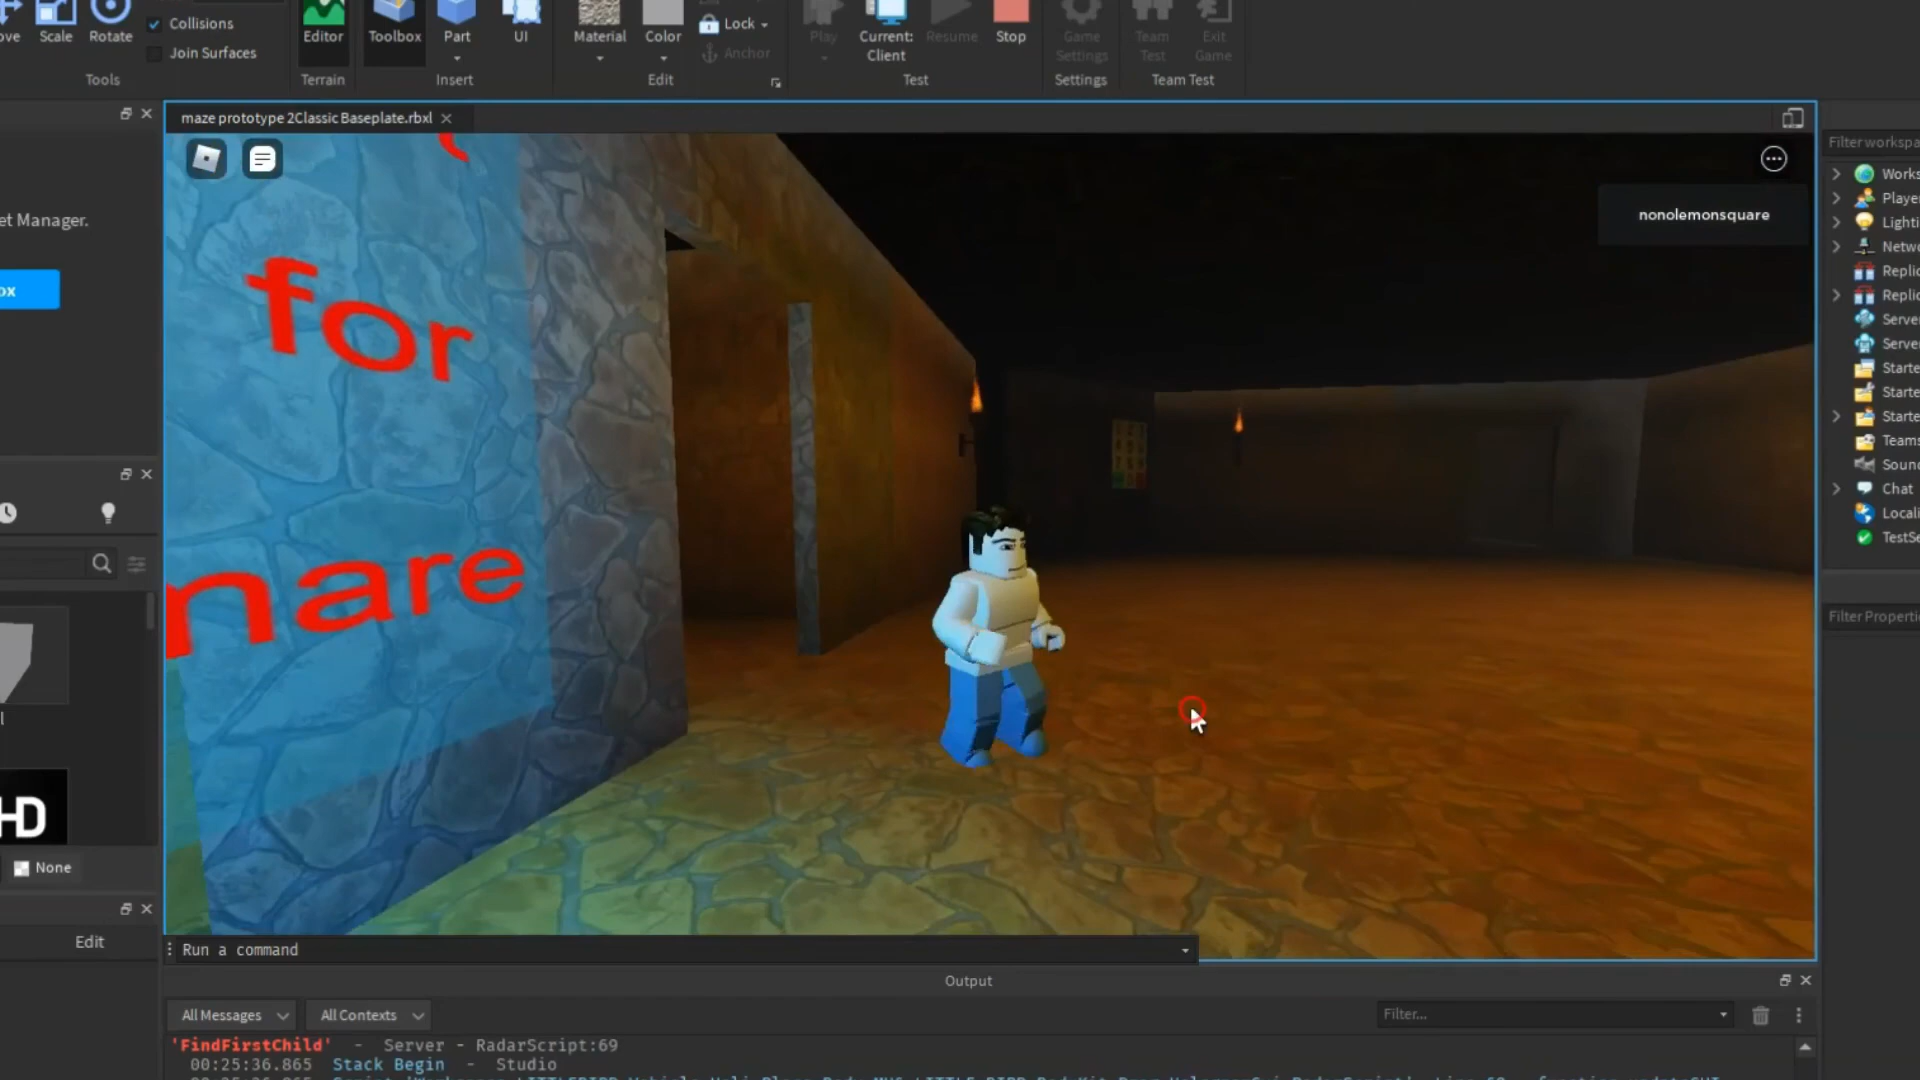 Scale
Rotate
Collisions
Join Surfaces
Tools
Editor
Terrain
Toolbox
Part
UI
Insert
Material
Color
Lock
Anchor
Edit
Play
Current:
Client
Resume
Stop
Test
Game
Settings
Settings
Team
Test
Exit
Game
Team Test
maze prototype 2Classic Baseplate.rbxl
Filter workspa
nonolemonsquare
et Manager.
ox
for
nare
Works
Player
Lighti
Netwo
Replic
Replic
Serve
Serve
Starte
Starte
Starte
Teams
Sound
Chat
Locali
TestSe
Filter Properti
HD
None
Edit
Run a command
Output
All Messages
All Contexts
Filter...
'FindFirstChild' - Server - RadarScript:69
00:25:36.865 Stack Begin - Studio